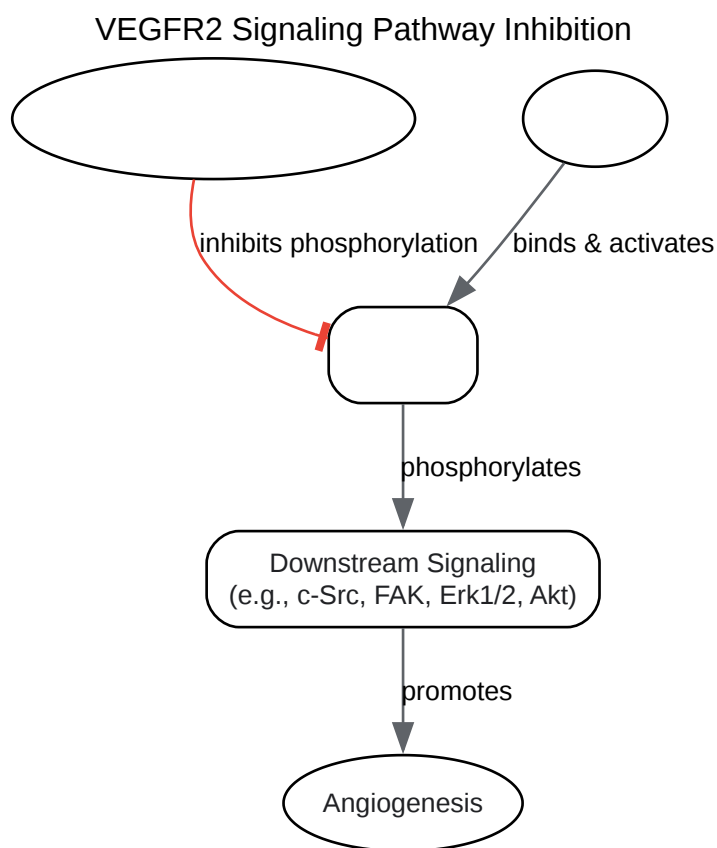 VEGFR2 Signaling Pathway Inhibition
inhibits phosphorylation
binds & activates
phosphorylates
Downstream Signaling
(e.g., c-Src, FAK, Erk1/2, Akt)
promotes
Angiogenesis